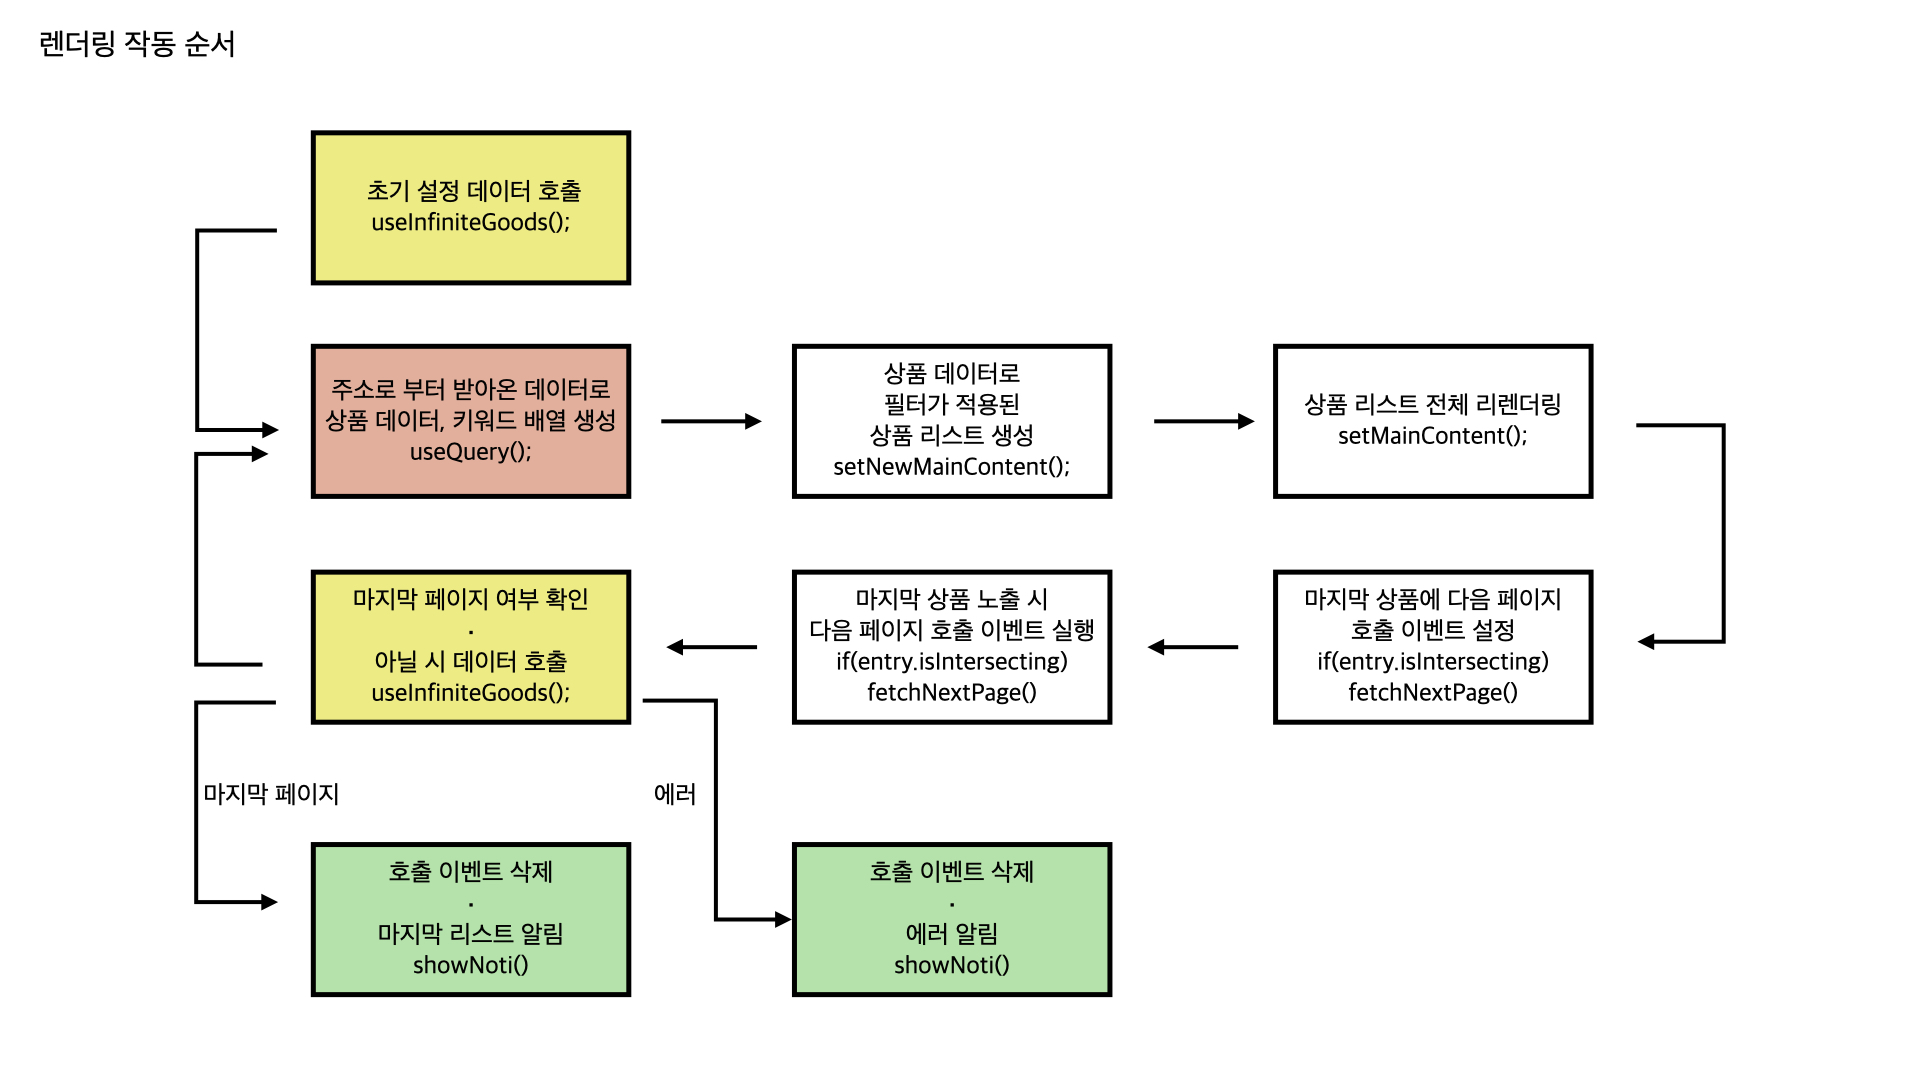 렌더링 작동 순서
초기 설정 데이터 호출
useInfiniteGoods();
주소로 부터 받아온 데이터로
상품 데이터, 키워드 배열 생성
useQuery();
상품 데이터로
필터가 적용된
상품 리스트 생성
setNewMainContent();
상품 리스트 전체 리렌더링
setMainContent();
마지막 페이지 여부 확인
.
아닐 시 데이터 호출
useInfiniteGoods();
마지막 상품 노출 시
다음 페이지 호출 이벤트 실행
if(entry.isIntersecting)
fetchNextPage()
마지막 상품에 다음 페이지
호출 이벤트 설정
if(entry.isIntersecting)
fetchNextPage()
마지막 페이지
에러
호출 이벤트 삭제
.
마지막 리스트 알림
showNoti()
호출 이벤트 삭제
.
에러 알림
showNoti()